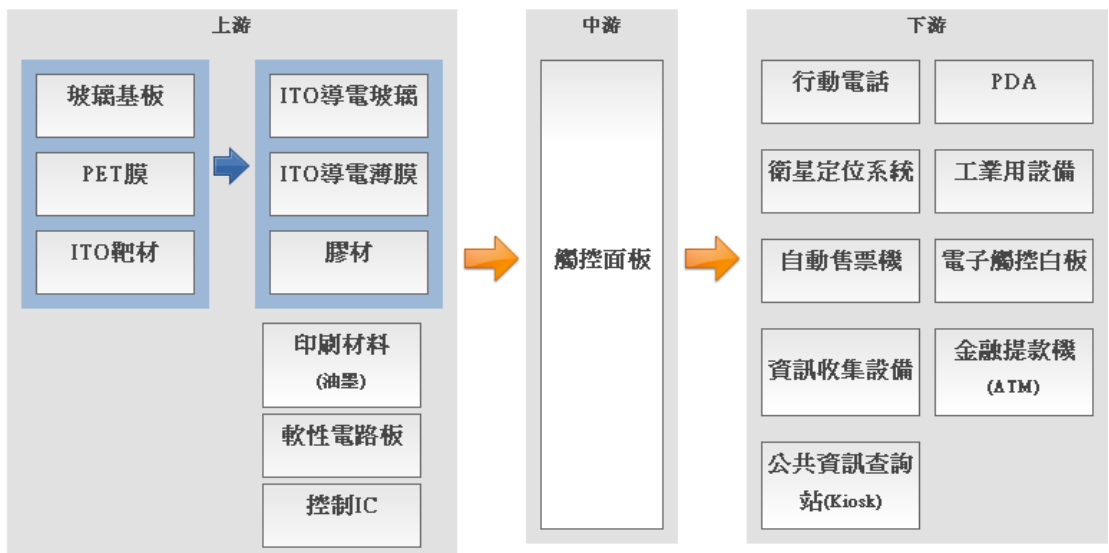 上游
玻璃基板
PET膜
ITO靶材
ITO導電玻璃
ITO導電薄膜
膠材
印刷材料
(油墨)
軟性電路板
控制IC
中游
觸控面板
下游
行動電話
PDA
衛星定位系統
工業用設備
自動售票機
電子觸控白板
資訊收集設備
金融提款機
(ATM)
公共資訊查詢
站(Kiosk)